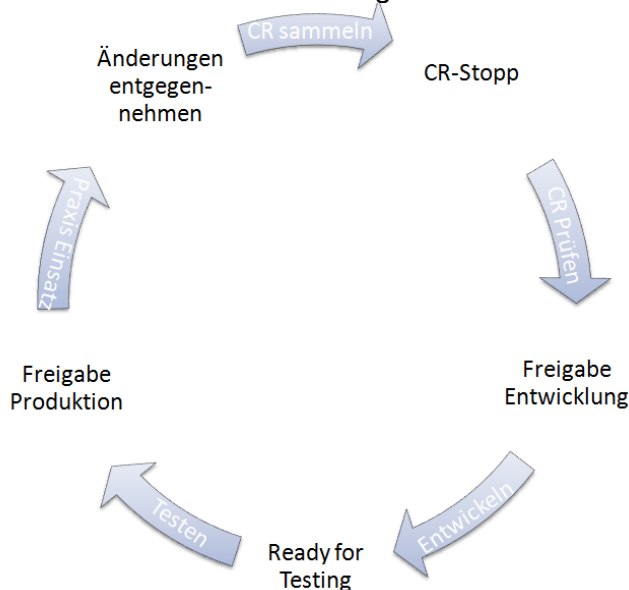 CR sammeln
Änderungen
entgegen-
nehmen
CR-Stopp
CR Prüfen
Praxis Einsatz
Freigabe
Produktion
Freigabe
Entwicklung
Entwickeln
Testen
Ready for
Testing